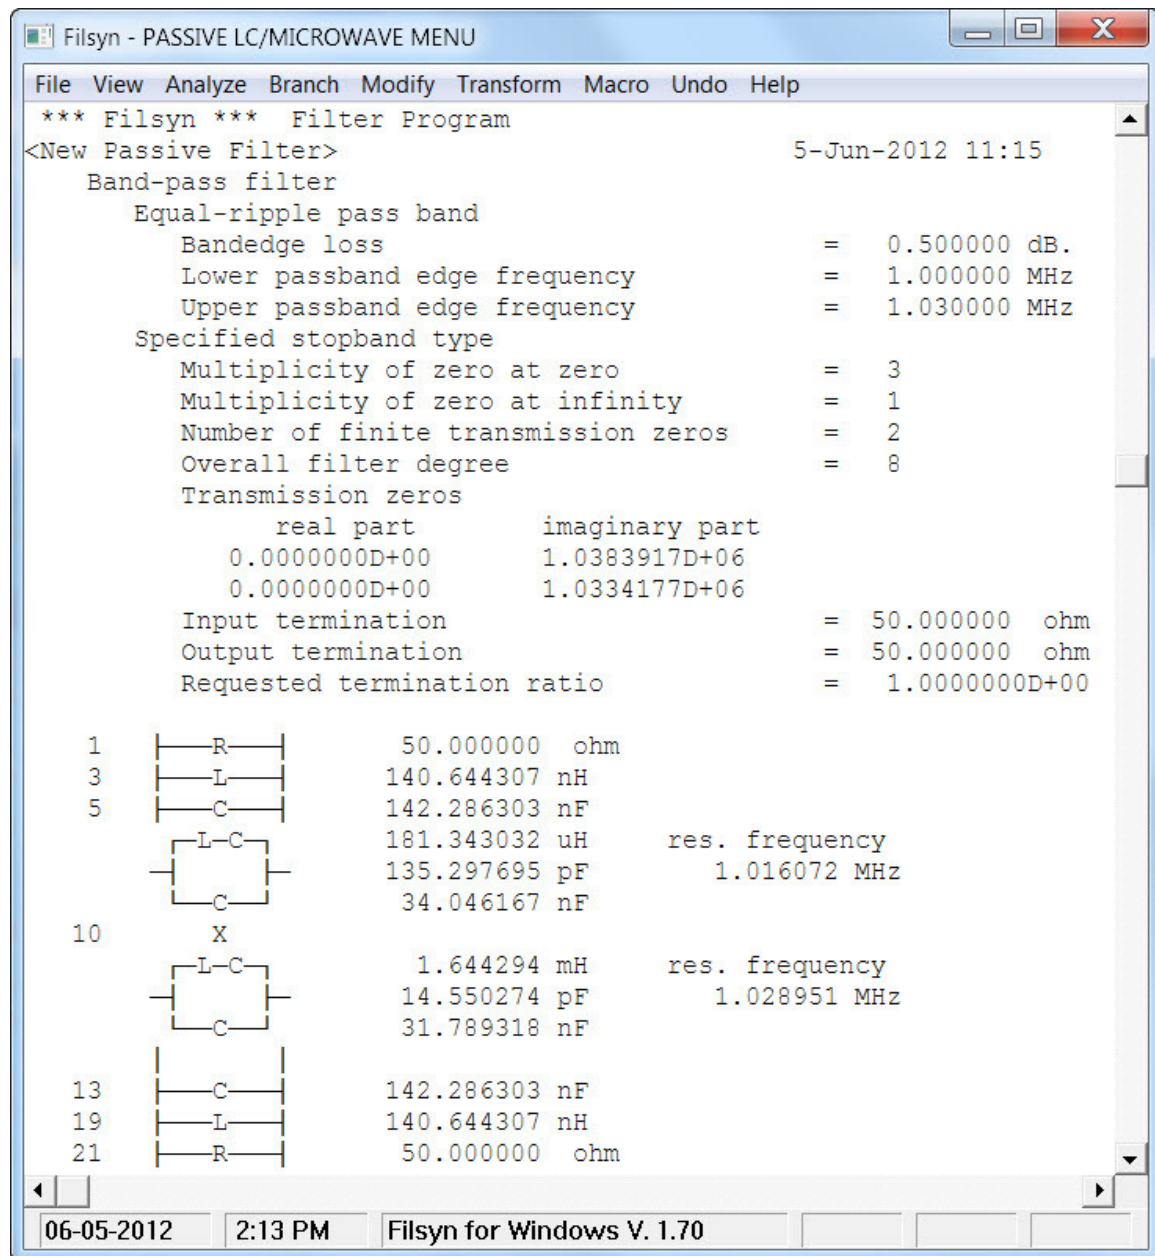 Filsyn - PASSIVE LC/MICROWAVE MENU
File View Analyze Branch Modify Transform Macro Undo Help
*** Filsyn *** Filter Program
<New Passive Filter> 5-Jun-2012 11:15
Band-pass filter
Equal-ripple pass band
Bandedge loss = 0.500000 dB.
Lower passband edge frequency = 1.000000 MHz
Upper passband edge frequency = 1.030000 MHz
Specified stopband type
Multiplicity of zero at zero = 3
Multiplicity of zero at infinity = 1
Number of finite transmission zeros = 2
Overall filter degree = 8
Transmission zeros
real part imaginary part
0.0000000D+00 1.0383917D+06
0.0000000D+00 1.0334177D+06
Input termination = 50.000000 ohm
Output termination = 50.000000 ohm
Requested termination ratio = 1.0000000D+00
1 R 50.000000 ohm
3 L 140.644307 nH
5 C 142.286303 nF
L-C 181.343032 uH res. frequency
135.297695 pF 1.016072 MHz
C 34.046167 nF
10 X
L-C 1.644294 mH res. frequency
14.550274 pF 1.028951 MHz
C 31.789318 nF
13 C 142.286303 nF
19 L 140.644307 nH
21 R 50.000000 ohm
06-05-2012 2:13 PM Filsyn for Windows V. 1.70